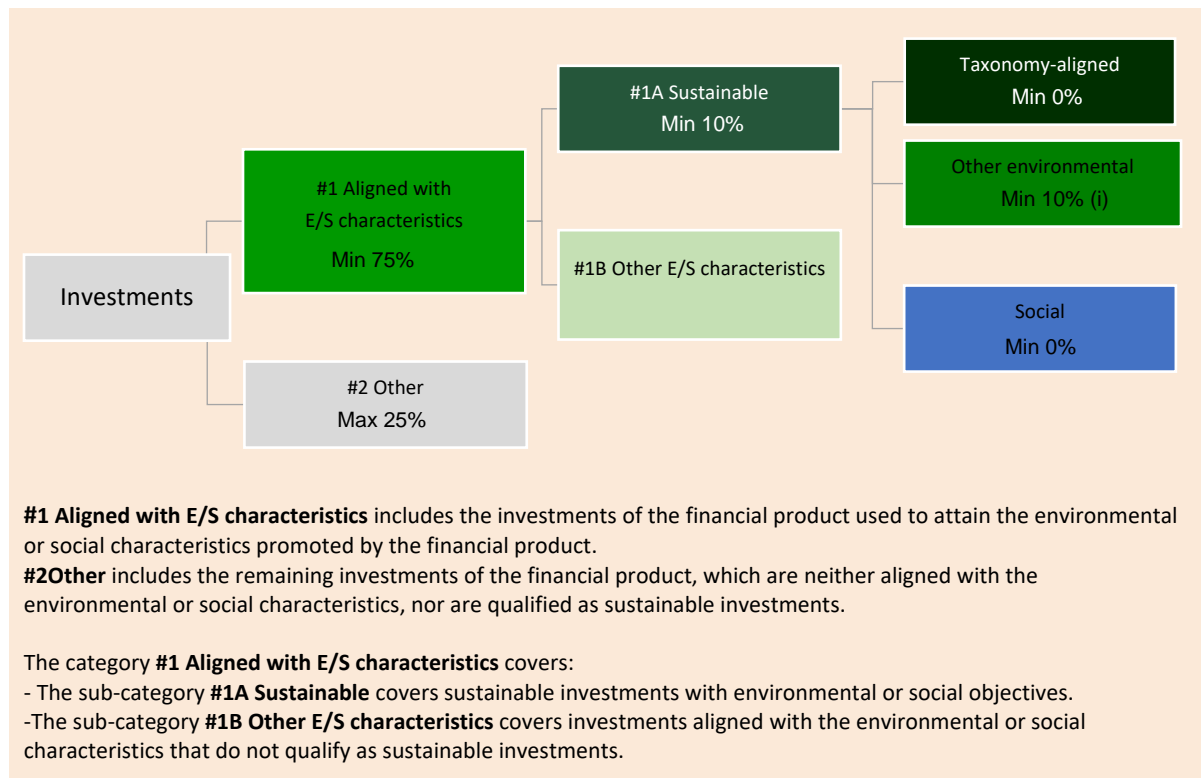 Investments
#1 Aligned with
E/S characteristics
Min 75%
#2 Other
Max 25%
#1A Sustainable
Min 10%
#1B Other E/S characteristics
Taxonomy-aligned
Min 0%
Other environmental
Min 10% (i)
Social
Min 0%
#1 Aligned with E/S characteristics includes the investments of the financial product used to attain the environmental
or social characteristics promoted by the financial product.
#2Other includes the remaining investments of the financial product, which are neither aligned with the
environmental or social characteristics, nor are qualified as sustainable investments.
The category #1 Aligned with E/S characteristics covers:
- The sub-category #1A Sustainable covers sustainable investments with environmental or social objectives.
-The sub-category #1B Other E/S characteristics covers investments aligned with the environmental or social
characteristics that do not qualify as sustainable investments.